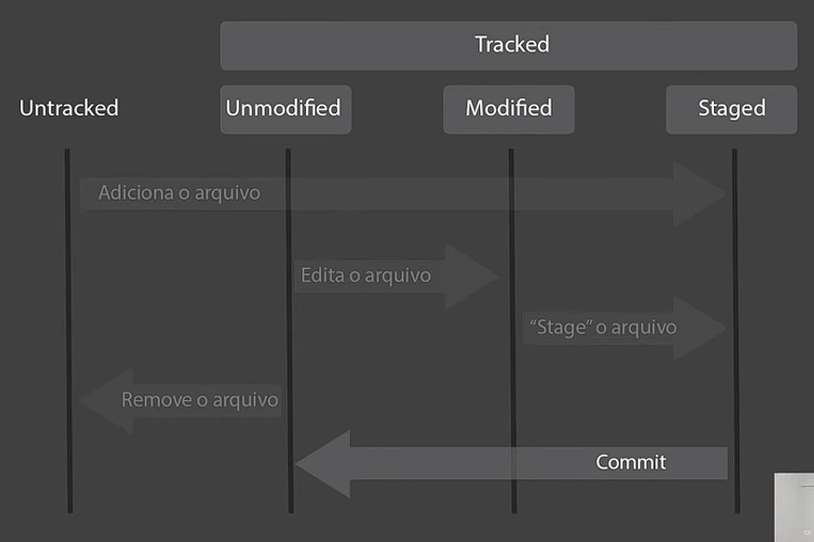 Tracked
Untracked
Unmodified
Modified
Staged
Adiciona o arquivo
Edita o arquivo
“Stage” o arquivo
Remove o arquivo
Commit